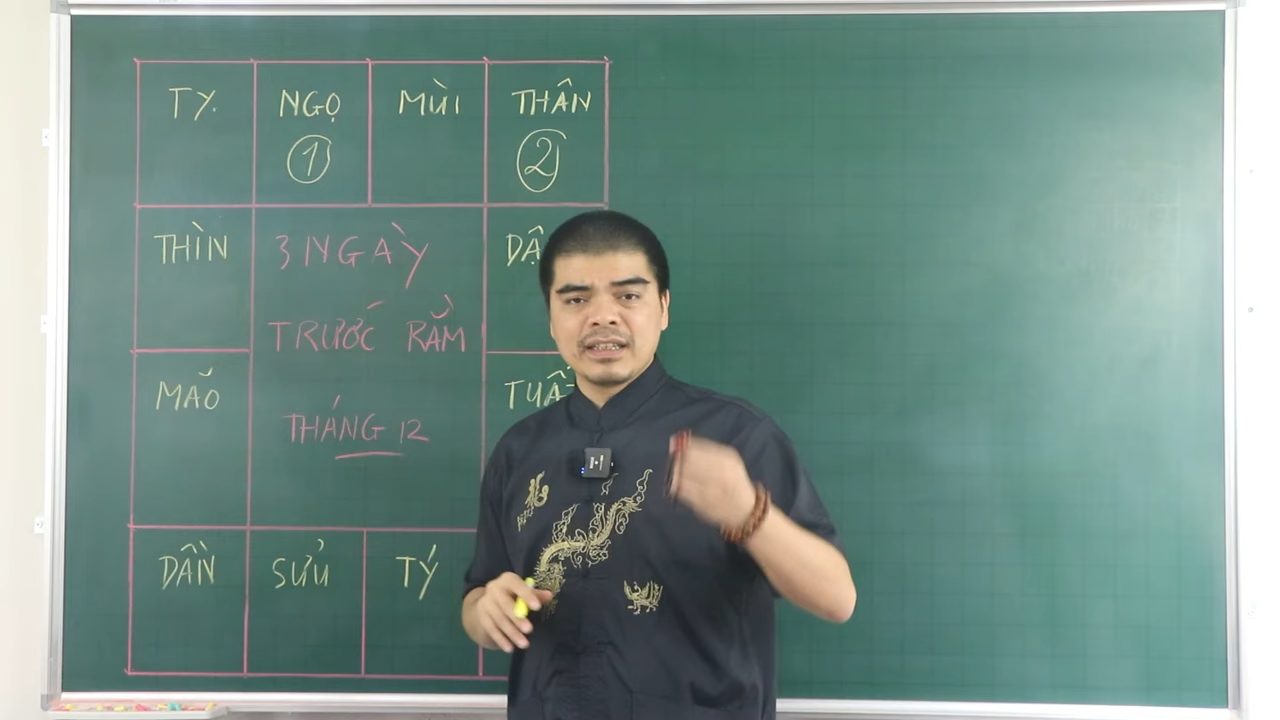 TỴ NGỌ MÙI THÂN
1 2
THÌN 3 NGÀY
TRƯỚC RẰM
MÃO
THÁNG 12
DẦN SỬU TÝ